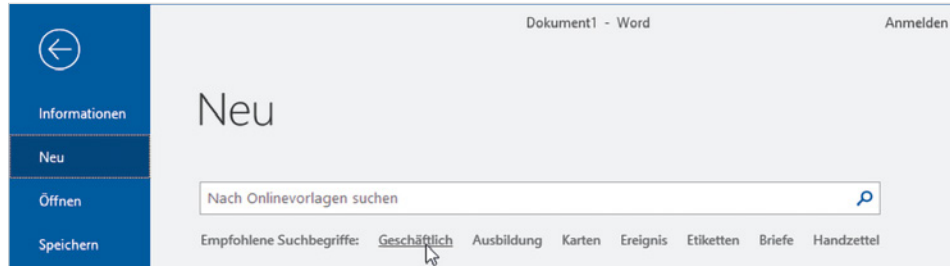 Dokument1 - Word
Anmelden
Informationen
Neu
Neu
Öffnen
Nach Onlinevorlagen suchen
Speichern
Empfohlene Suchbegriffe: Geschäftlich Ausbildung Karten Ereignis Etiketten Briefe Handzettel